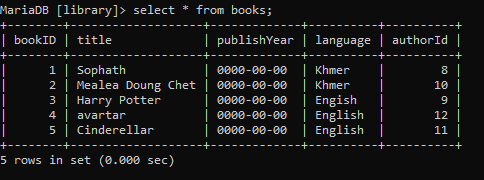 MariaDB [library]> select * from books;
+--------+------------------+-------------+----------+----------+
| bookID | title            | publishYear | language | authorId |
+--------+------------------+-------------+----------+----------+
|      1 | Sophath          | 0000-00-00  | Khmer    |        8 |
|      2 | Mealea Doung Chet | 0000-00-00  | Khmer    |       10 |
|      3 | Harry Potter     | 0000-00-00  | Engish   |        9 |
|      4 | avartar          | 0000-00-00  | English  |       12 |
|      5 | Cinderellar      | 0000-00-00  | English  |       11 |
+--------+------------------+-------------+----------+----------+
5 rows in set (0.000 sec)